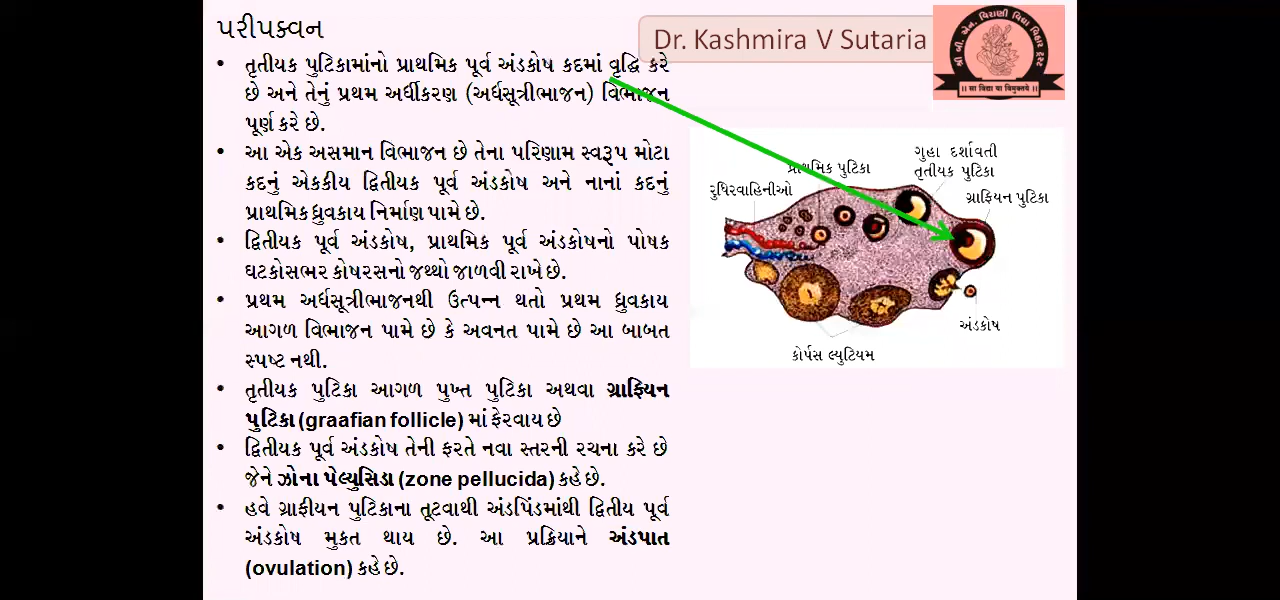 પરીપક્વન
Dr. Kashmira V Sutaria
શ્રી વી. એન. વિરાણી વિદ્યા વિહાર ટ્રસ્ટ
॥ सा विद्या या विमुक्तये ॥
• તૃતીયક પુટિકામાંનો પ્રાથમિક પૂર્વ અંડકોષ કદમાં વૃદ્ધિ કરે
છે અને તેનું પ્રથમ અર્ધીકરણ (અર્ધસૂત્રીભાજન) વિભાજન
પૂર્ણ કરે છે.
• આ એક અસમાન વિભાજન છે તેના પરિણામ સ્વરૂપ મોટા
કદનું એકકીય દ્વિતીયક પૂર્વ અંડકોષ અને નાનાં કદનું
પ્રાથમિક ધ્રુવકાય નિર્માણ પામે છે.
• દ્વિતીયક પૂર્વ અંડકોષ, પ્રાથમિક પૂર્વ અંડકોષનો પોષક
ઘટકોસભર કોષરસનો જથ્થો જાળવી રાખે છે.
• પ્રથમ અર્ધસૂત્રીભાજનથી ઉત્પન્ન થતો પ્રથમ ધ્રુવકાય
આગળ વિભાજન પામે છે કે અવનત પામે છે આ બાબત
સ્પષ્ટ નથી.
• તૃતીયક પુટિકા આગળ પુખ્ત પુટિકા અથવા ગ્રાફિયન
પુટિકા (graafian follicle) માં ફેરવાય છે
• દ્વિતીયક પૂર્વ અંડકોષ તેની ફરતે નવા સ્તરની રચના કરે છે
જેને ઝોના પેલ્યુસિડા (zone pellucida) કહે છે.
• હવે ગ્રાફીયન પુટિકાના તૂટવાથી અંડપિંડમાંથી દ્વિતીય પૂર્વ
અંડકોષ મુકત થાય છે. આ પ્રક્રિયાને અંડપાત
(ovulation) કહે છે.
ગુહા દર્શાવતી
તૃતીયક પુટિકા
પ્રાથમિક પુટિકા
રુધિરવાહિનીઓ
ગ્રાફિયન પુટિકા
અંડકોષ
કોર્પસ લ્યુટિયમ